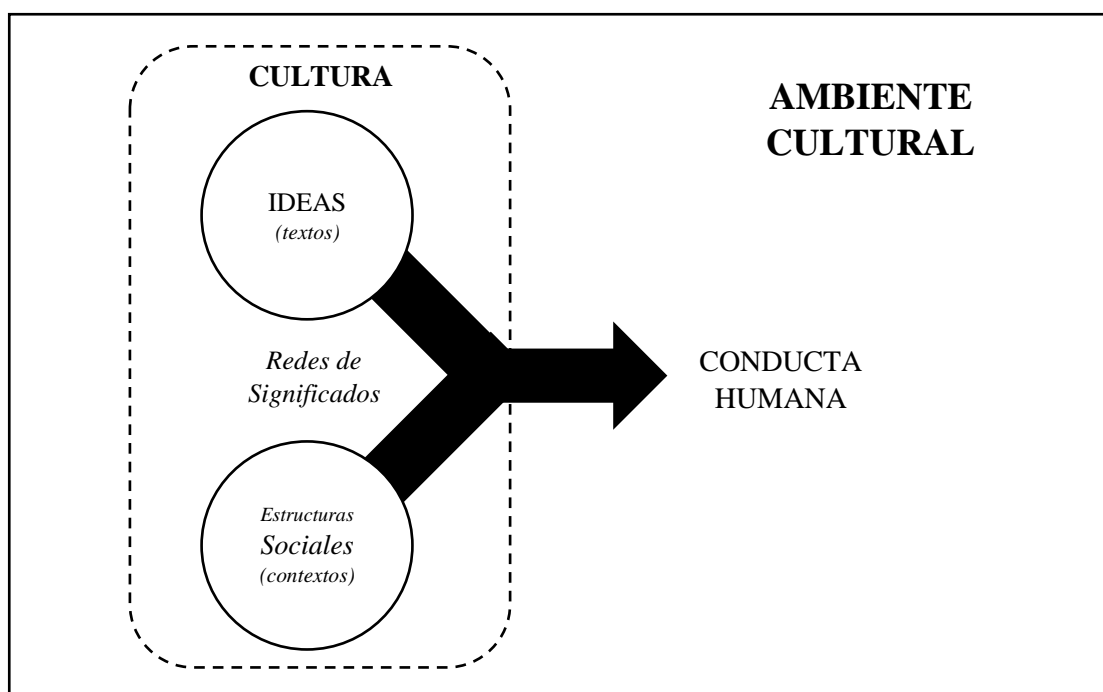 CULTURA
AMBIENTE
CULTURAL
IDEAS
(textos)
Redes de
Significados
CONDUCTA
HUMANA
Estructuras
Sociales
(contextos)